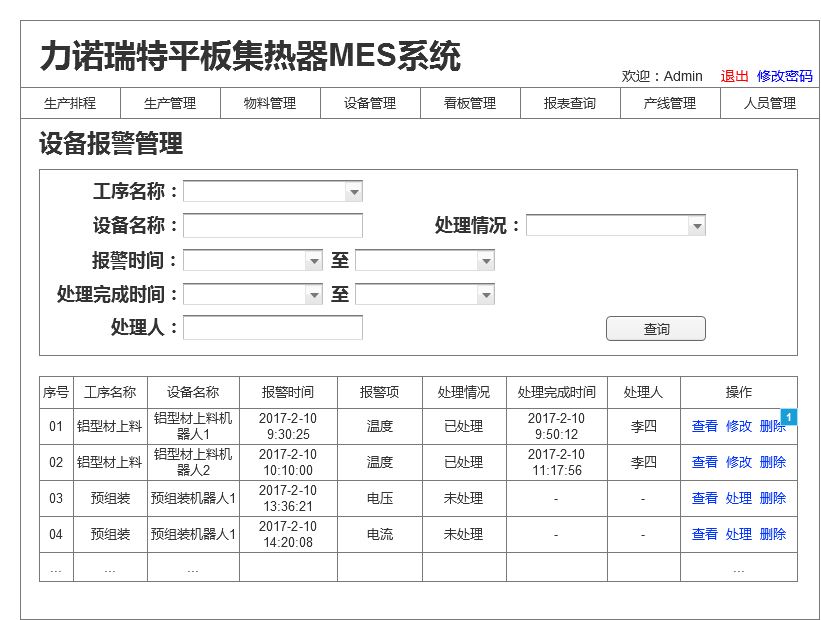 力诺瑞特平板集热器MES系统
欢迎：Admin 退出 修改密码
生产排程 生产管理 物料管理 设备管理 看板管理 报表查询 产线管理 人员管理
设备报警管理
工序名称：
设备名称： 处理情况：
报警时间： 至
处理完成时间： 至
处理人： 查询
序号 工序名称 设备名称 报警时间 报警项 处理情况 处理完成时间 处理人 操作
1
01 铝型材上料 铝型材上料机器人1 2017-2-10 9:30:25 温度 已处理 2017-2-10 9:50:12 李四 查看 修改 删除
02 铝型材上料 铝型材上料机器人2 2017-2-10 10:10:00 温度 已处理 2017-2-10 11:17:56 李四 查看 修改 删除
03 预组装 预组装机器人1 2017-2-10 13:36:21 电压 未处理 - - 查看 处理 删除
04 预组装 预组装机器人1 2017-2-10 14:20:08 电流 未处理 - - 查看 处理 删除
... ... ... ...